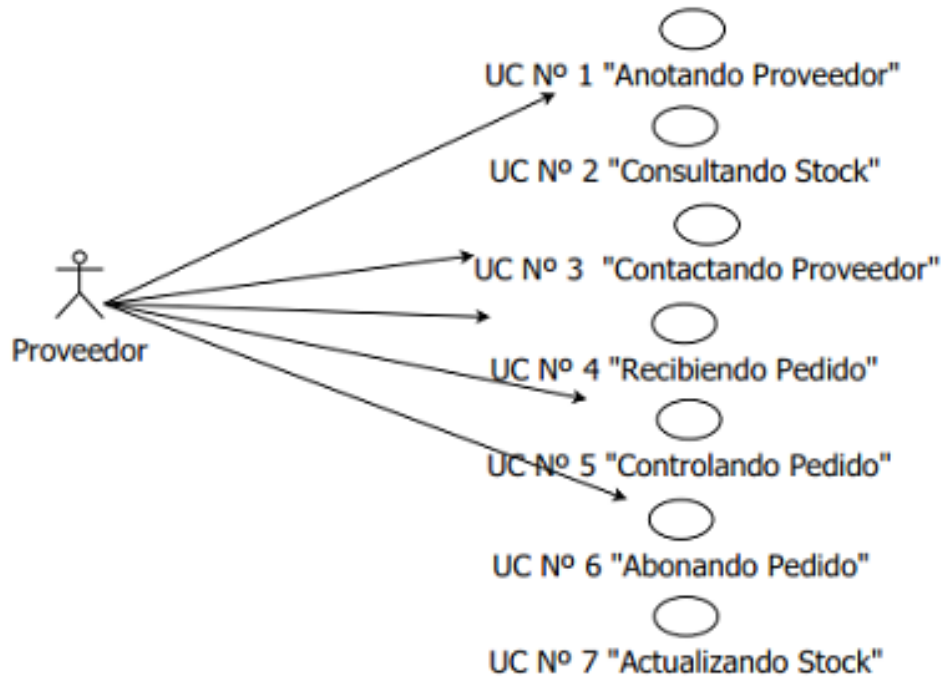 UC Nº 1 "Anotando Proveedor"
UC Nº 2 "Consultando Stock"
UC Nº 3 "Contactando Proveedor"
Proveedor
UC Nº 4 "Recibiendo Pedido"
UC Nº 5 "Controlando Pedido"
UC Nº 6 "Abonando Pedido"
UC Nº 7 "Actualizando Stock"